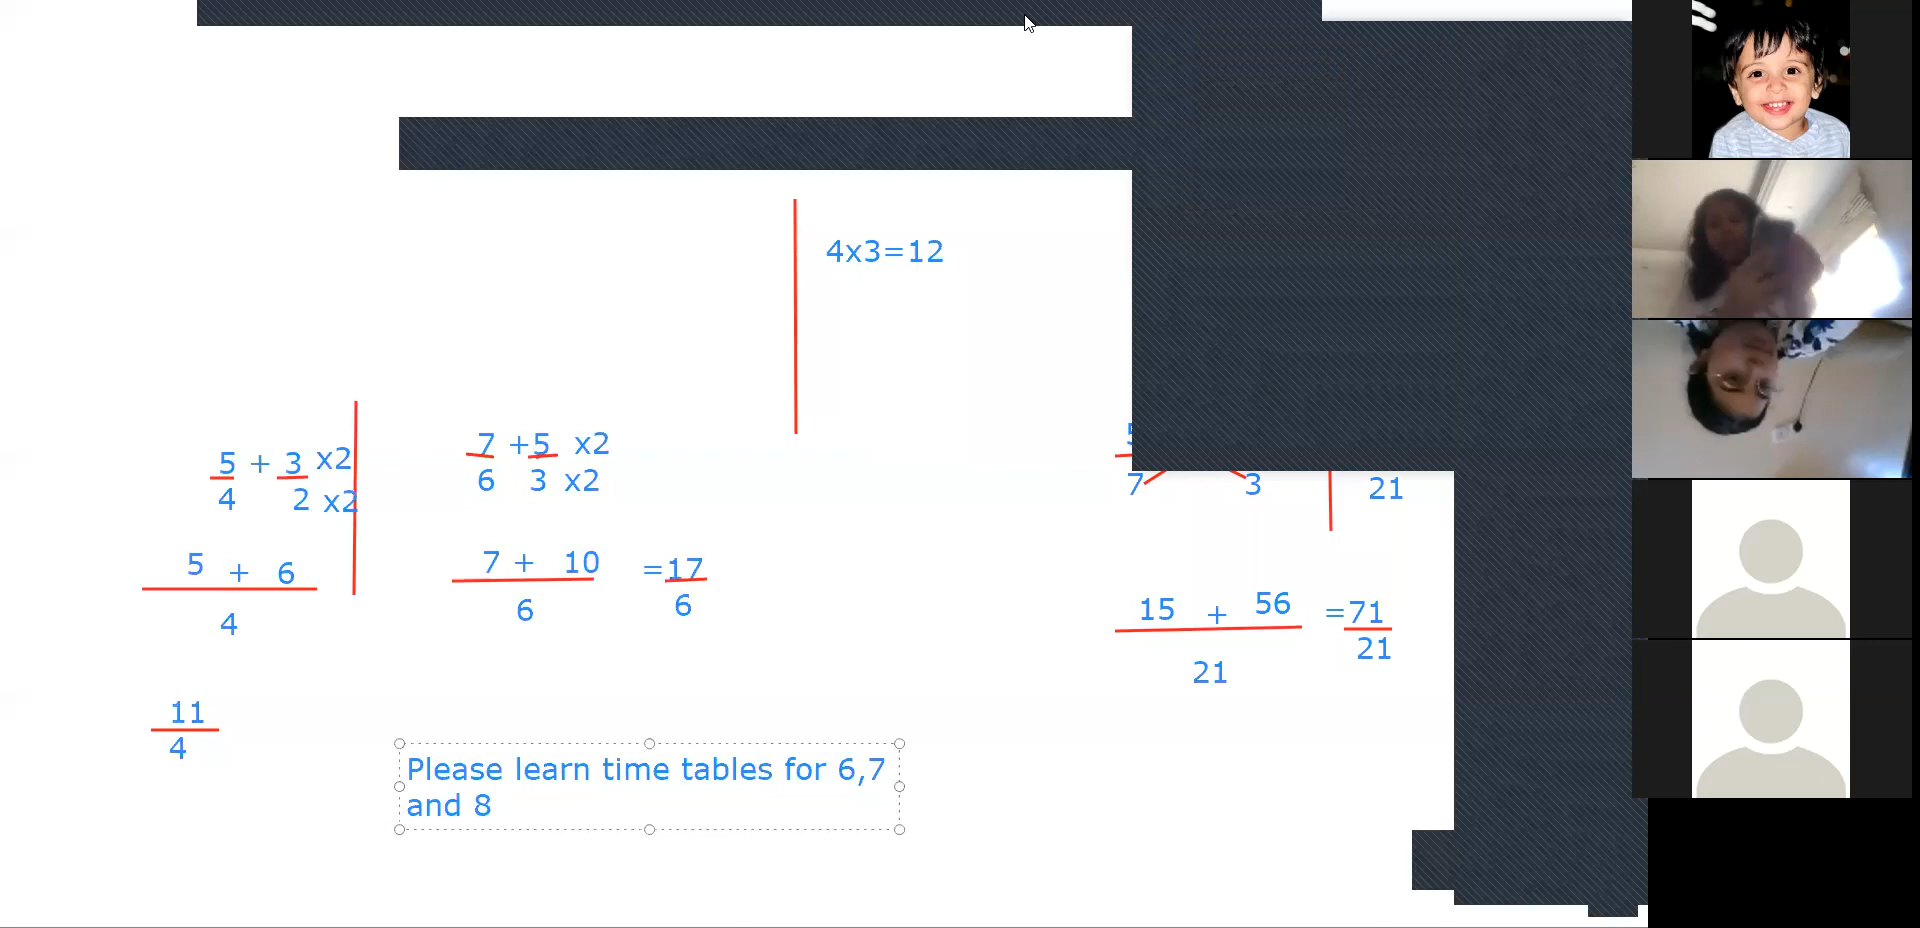 4x3=12
5 + 3 x2
4 2 x2
5 + 6
4
11
4
7 +5 x2
6 3 x2
7 + 10 =17
6 6
7 3 21
15 + 56 =71
21 21
Please learn time tables for 6,7
and 8